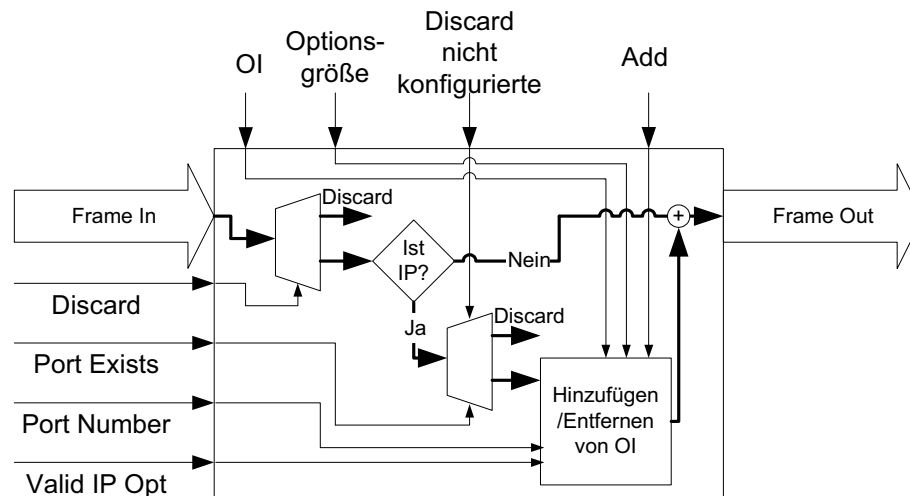 OI
Options-
größe
Discard
nicht
konfigurierte
Add
Frame In
Discard
Ist
IP?
Nein
Frame Out
Discard
Ja
Discard
Port Exists
Port Number
Valid IP Opt
Hinzufügen
/Entfernen
von OI
+